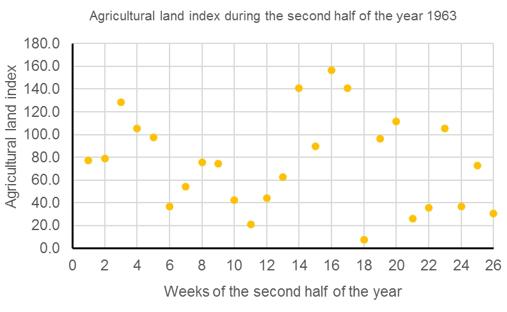 Agricultural land index during the second half of the year 1963
180.0
160.0
140.0
120.0
100.0
80.0
60.0
40.0
20.0
0.0
Agricultural land index
0 2 4 6 8 10 12 14 16 18 20 22 24 26
Weeks of the second half of the year